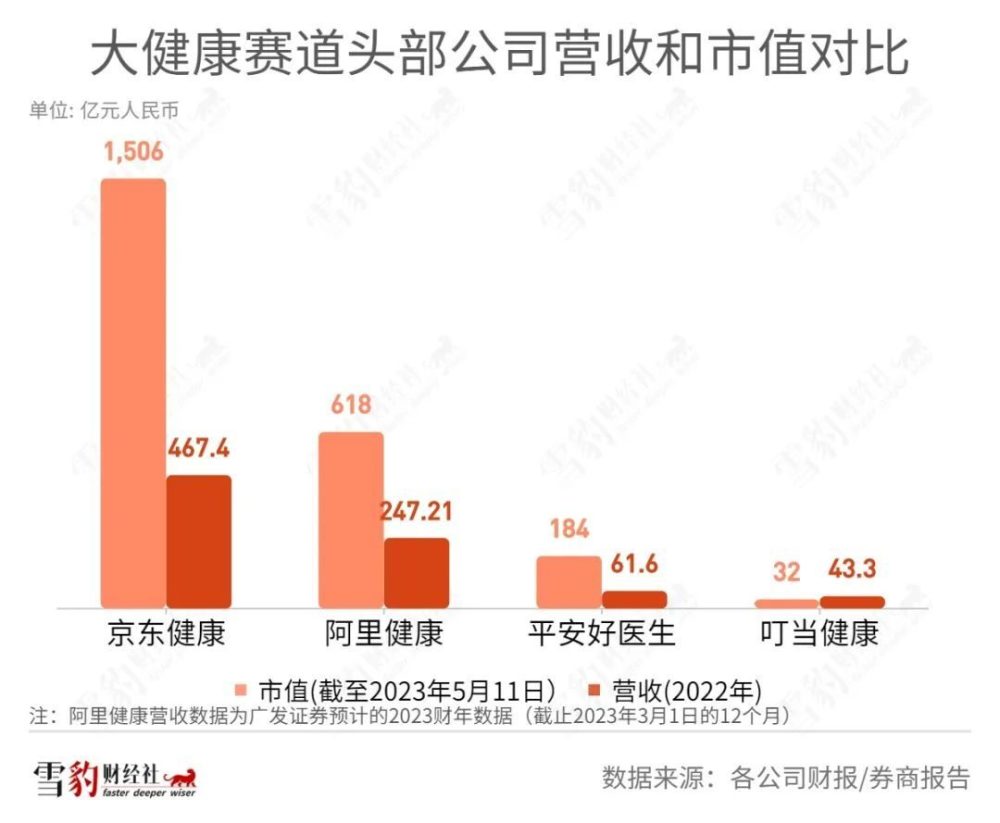 大健康赛道头部公司营收和市值对比
单位: 亿元人民币
1,506
467.4
618
247.21
184
61.6
32
43.3
京东健康
阿里健康
平安好医生
叮当健康
市值(截至2023年5月11日)
营收(2022年)
注：阿里健康营收数据为广发证券预计的2023财年数据（截止2023年3月1日的12个月）
雪豹财经社
faster deeper wiser
数据来源：各公司财报/券商报告